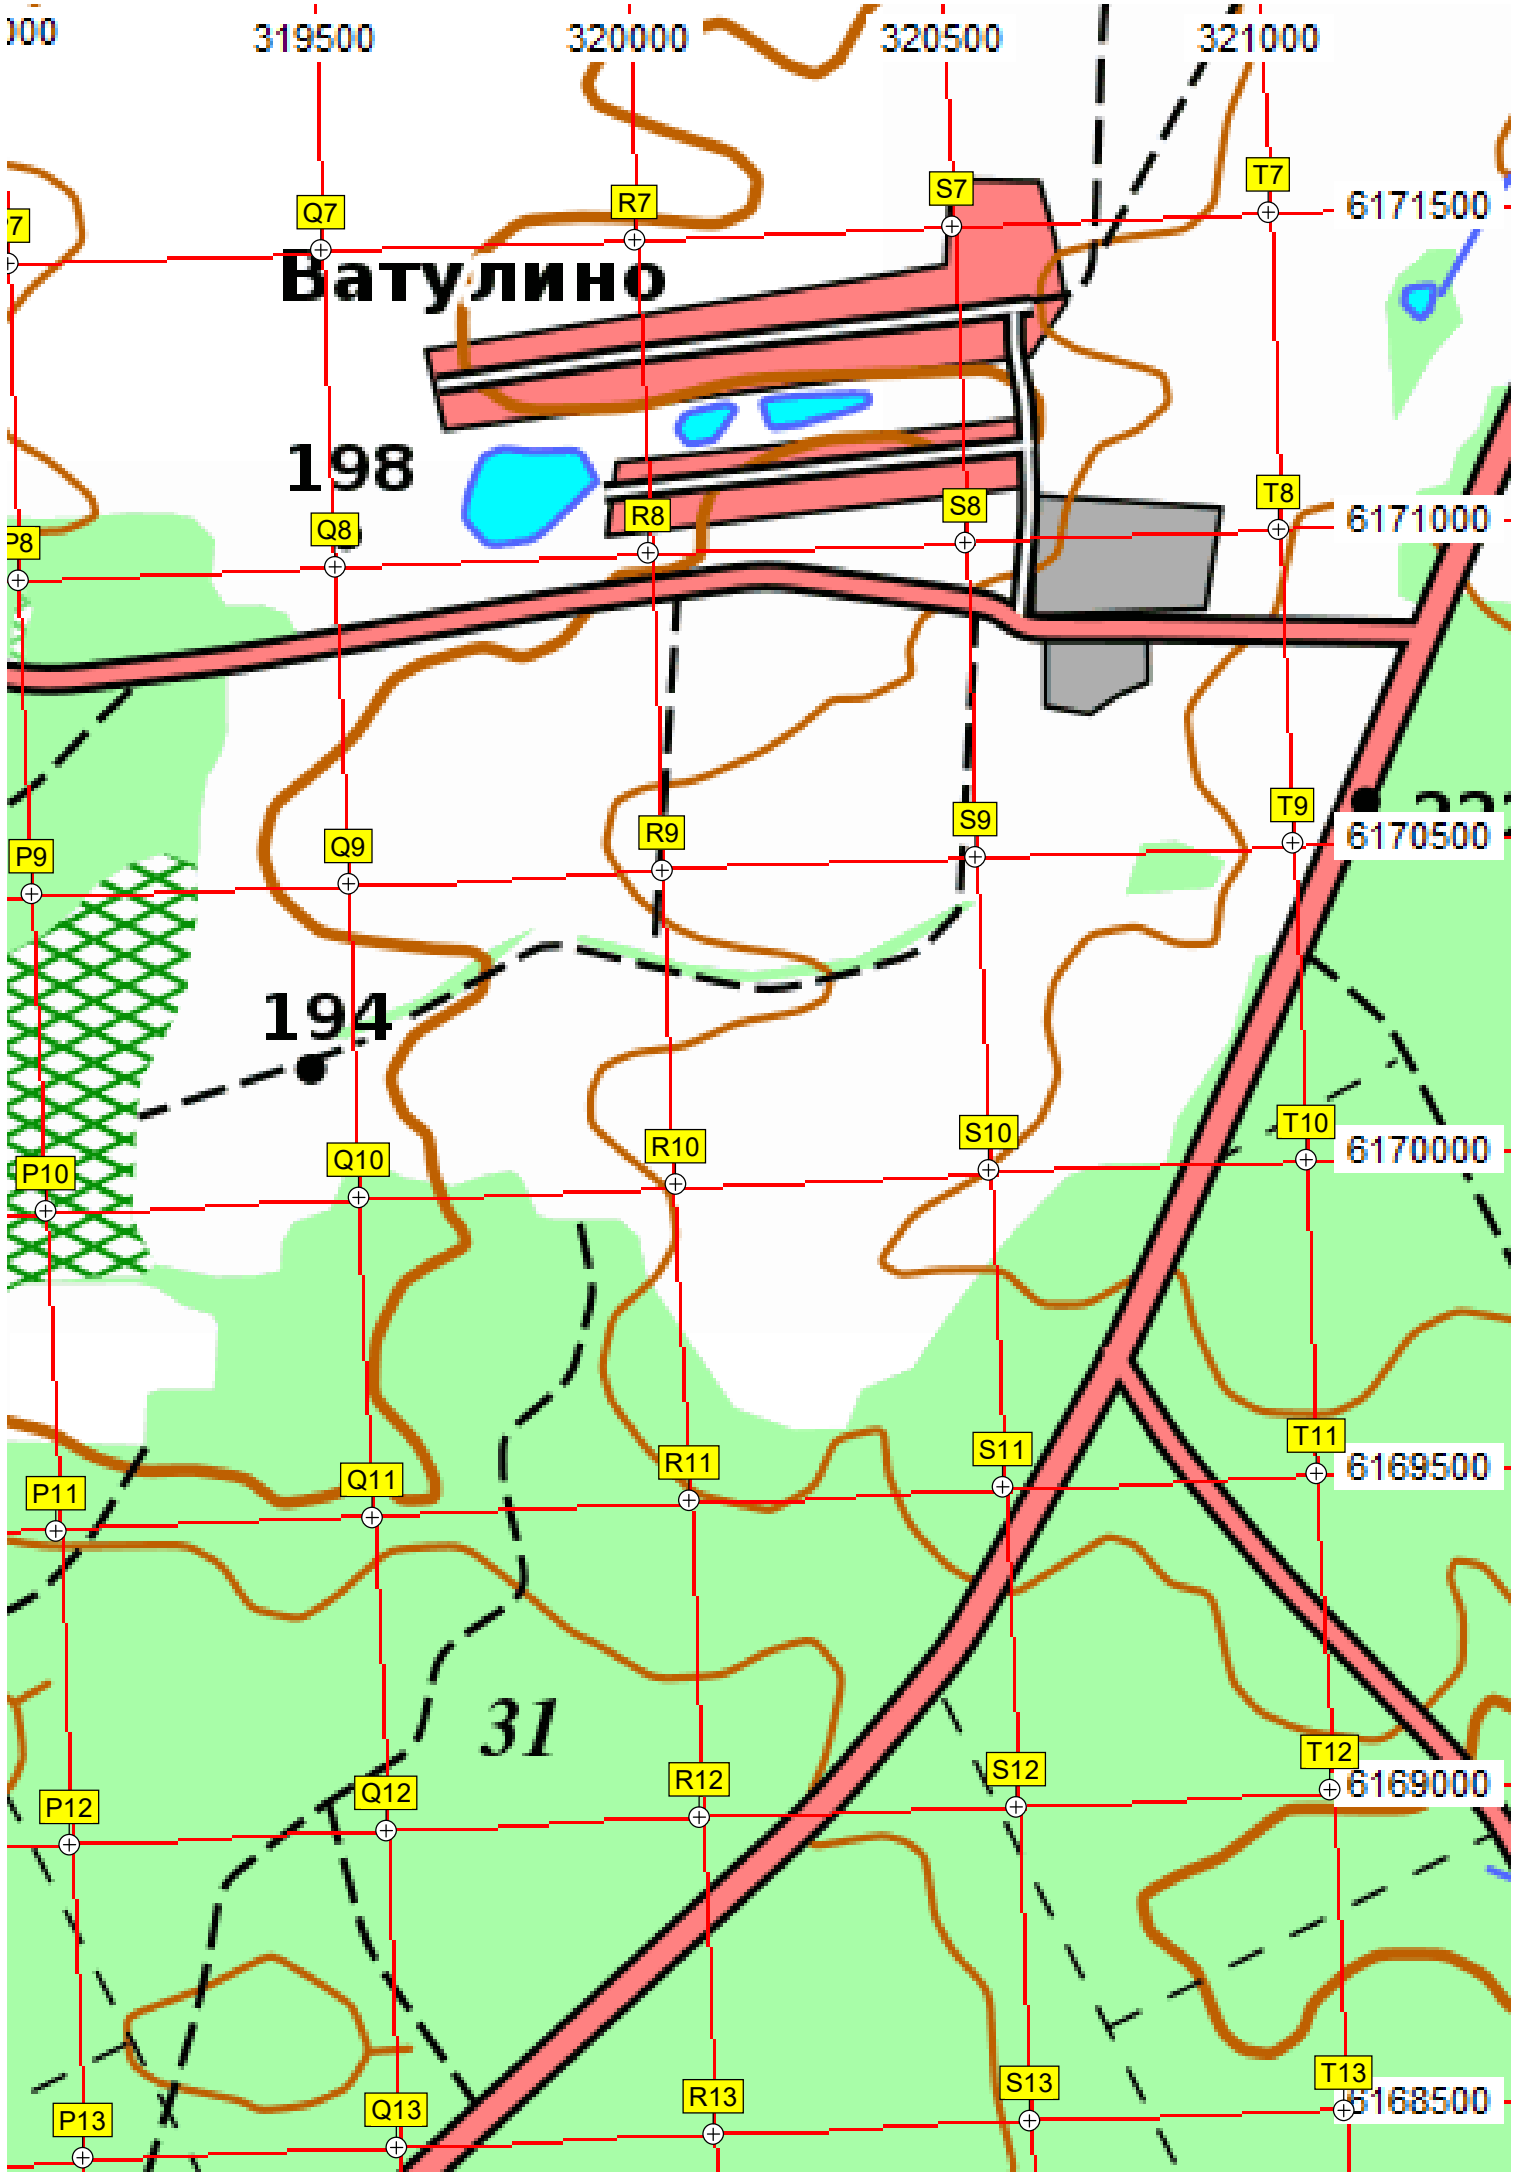 319500 320000 320500 321000
T7
S7
R7
Q7
6171500
Ватулино
198
T8
S8
R8
Q8
P8
6171000
T9
S9
R9
Q9
P9
6170500
194
T10
S10
R10
Q10
P10
6170000
T11
S11
R11
Q11
P11
6169500
31
T12
S12
R12
Q12
P12
6169000
T13
S13
R13
Q13
P13
6168500